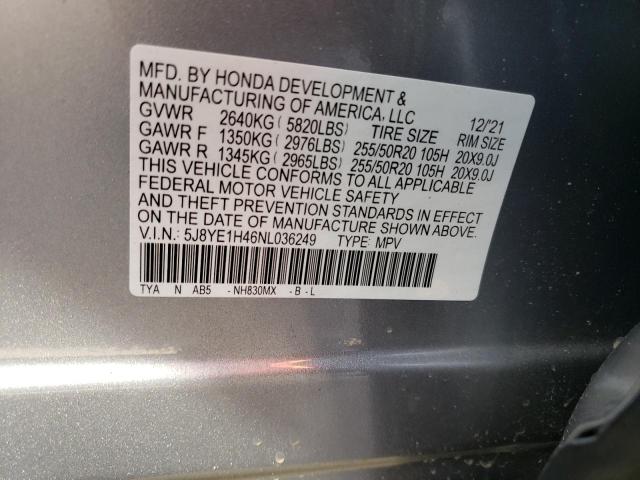 MFD. BY HONDA DEVELOPMENT &
MANUFACTURING OF AMERICA, LLC 12/21
GVWR 2640KG ( 5820LBS) TIRE SIZE RIM SIZE
GAWR F 1350KG ( 2976LBS) 255/50R20 105H 20X9.0J
GAWR R 1345KG ( 2965LBS) 255/50R20 105H 20X9.0J
THIS VEHICLE CONFORMS TO ALL APPLICABLE
FEDERAL MOTOR VEHICLE SAFETY
AND THEFT PREVENTION STANDARDS IN EFFECT
ON THE DATE OF MANUFACTURE SHOWN ABOVE.
V.I.N.: 5J8YE1H46NL036249 TYPE: MPV
TYA N AB5 -NH830MX -B-L